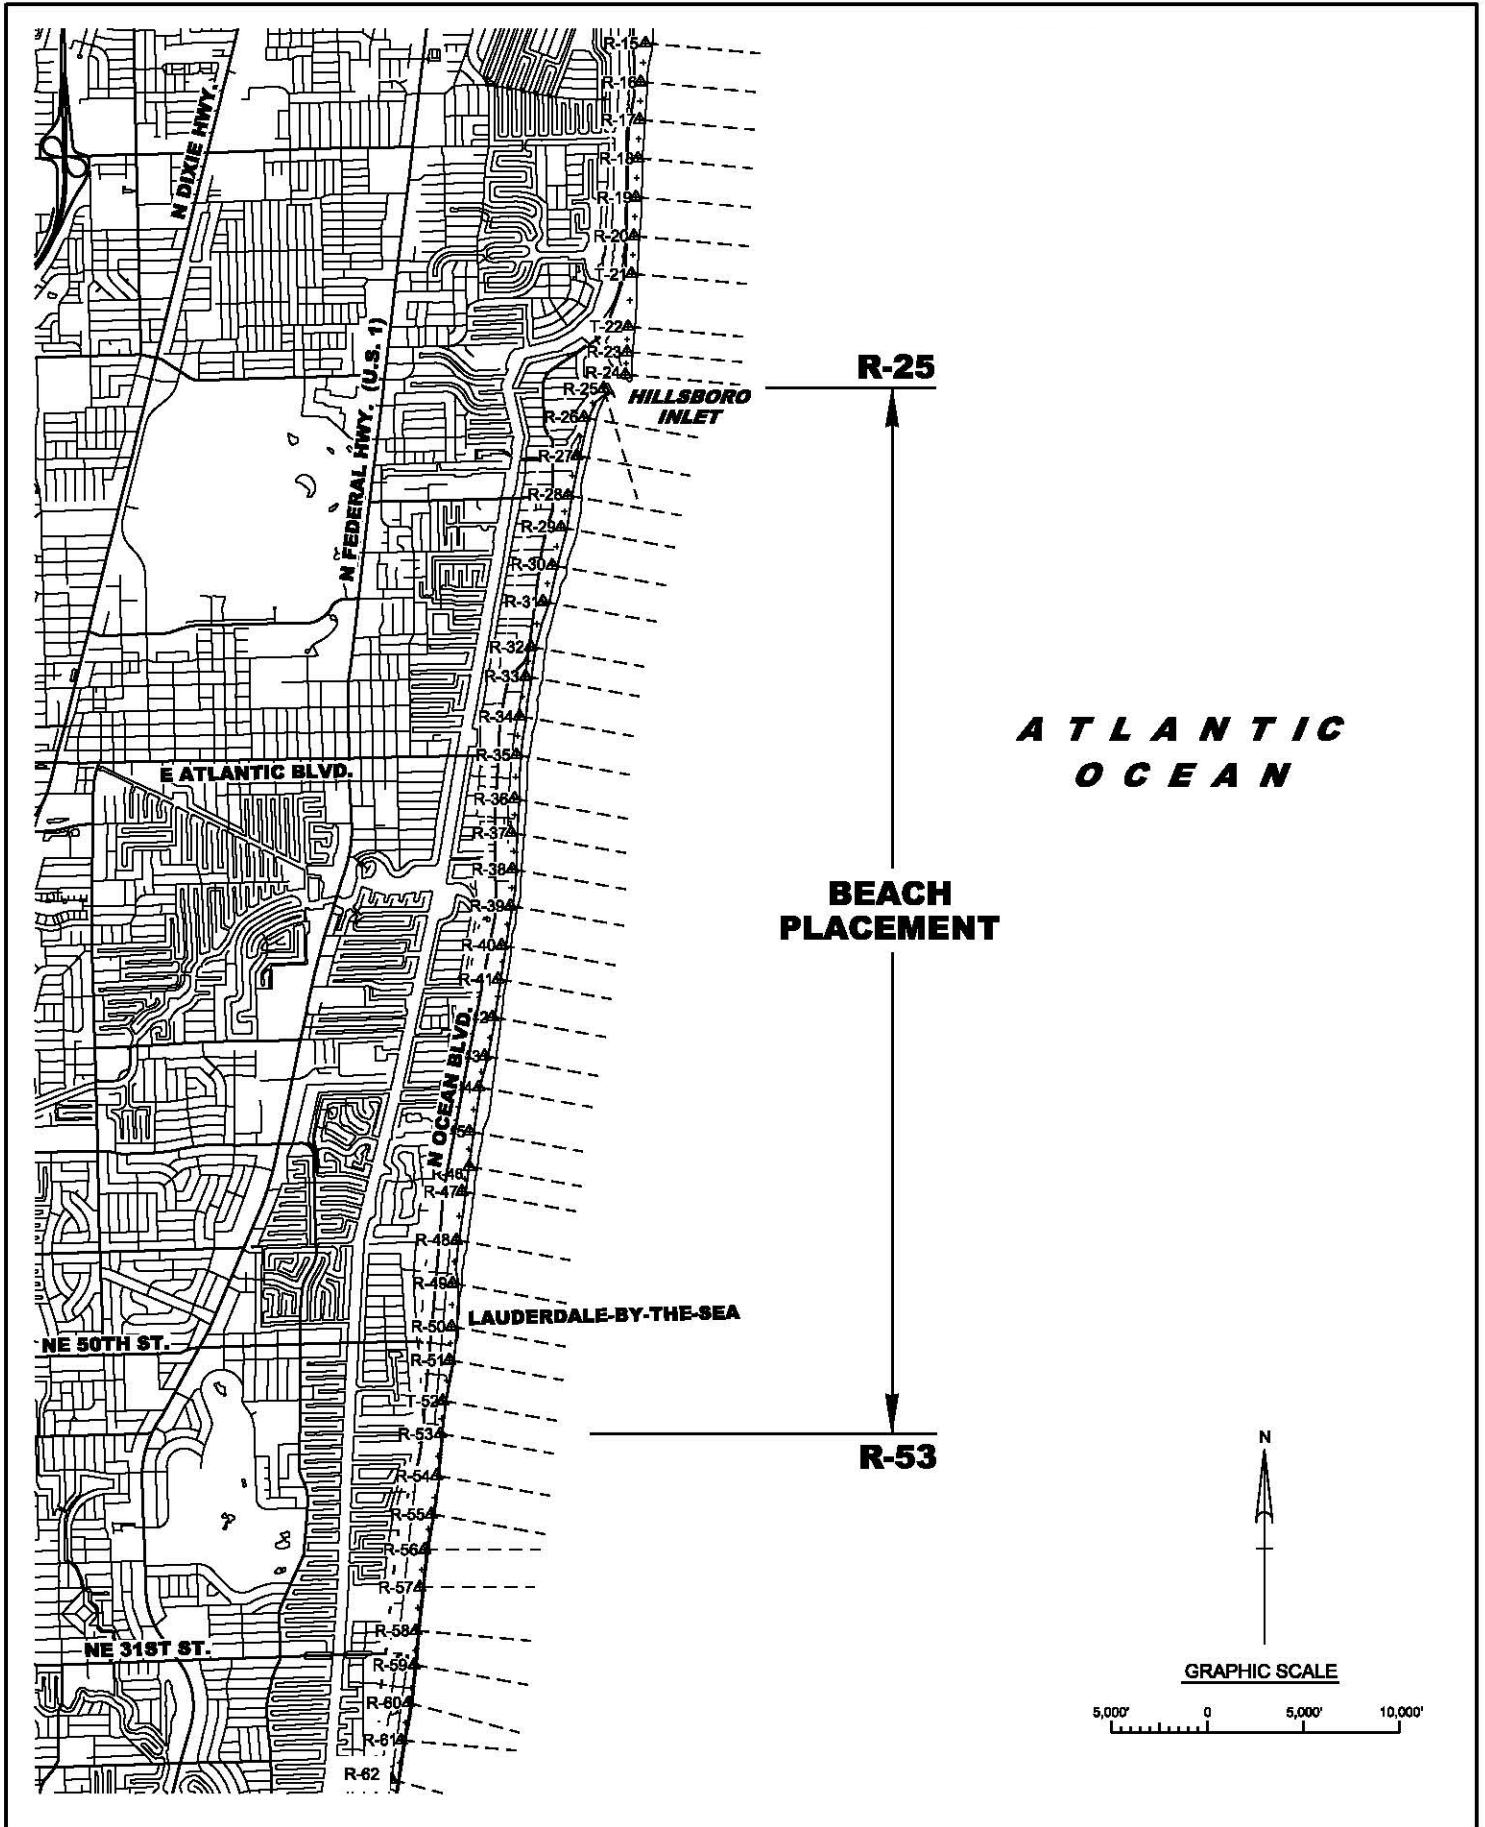 R-15
R-16
R-17
R-18
R-19
R-20
T-21
T-22
R-23
R-24
R-25
R-26
R-27
R-28
R-29
R-30
R-31
R-32
R-33
R-34
R-35
R-36
R-37
R-38
R-39
R-40
R-41
R-46
R-47
R-48
R-49
R-50
R-51
T-52
R-53
R-54
R-55
R-56
R-57
R-58
R-59
R-60
R-61
R-62
N DIXIE HWY.
N FEDERAL HWY. (U.S. 1)
HILLSBORO
INLET
R-25
E ATLANTIC BLVD.
ATLANTIC
OCEAN
BEACH
PLACEMENT
N OCEAN BLVD.
LAUDERDALE-BY-THE-SEA
NE 50TH ST.
R-53
NE 31ST ST.
N
GRAPHIC SCALE
5,000' 0 5,000' 10,000'